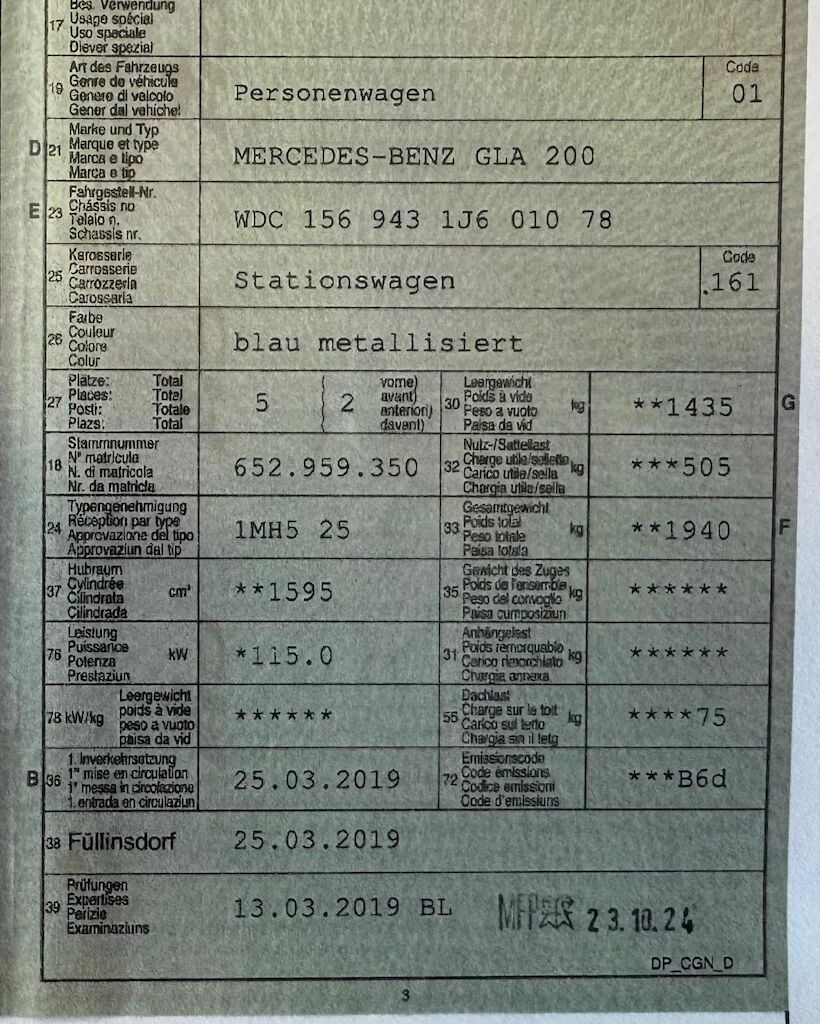 17
Bes. Verwendung
Usage spécial
Uso speciale
Diever spezial
19
Art des Fahrzeugs
Genre de véhicule
Genere di veicolo
Gener dal vehichel
Personenwagen
Code
01
D
21
Marke und Typ
Marque et type
Marca e tipo
Marca e tip
MERCEDES-BENZ GLA 200
E
23
Fahrgestell-Nr.
Châssis no
Telaio n.
Schassis nr.
WDC 156 943 1J6 010 78
25
Karosserie
Carrosserie
Carrozzeria
Carossaria
Stationswagen
Code
.161
26
Farbe
Couleur
Colore
Colur
blau metallisiert
27
Plätze: Total
Places: Total
Posti: Totale
Plazs: Total
5
2
vorne)
avant)
anteriori)
davant)
30
Leergewicht
Poids à vide
Peso a vuoto
Paisa da vid
kg
**1435
G
18
Stammnummer
N° matricule
N. di matricola
Nr. da matricla
652.959.350
32
Nutz-/Sattellast
Charge utile/sellette
Carico utile/sella
Chargia utila/sella
kg
***505
24
Typengenehmigung
Réception par type
Approvazione del tipo
Approvaziun dal tip
1MH5 25
33
Gesamtgewicht
Poids total
Peso totale
Paisa totala
kg
**1940
F
37
Hubraum
Cylindrée
Cilindrata
Cilindrada
cm³
**1595
35
Gewicht des Zuges
Poids de l'ensemble
Peso del convoglio
Paisa cumposiziun
kg
******
76
Leistung
Puissance
Potenza
Prestaziun
kW
*115.0
31
Anhängelast
Poids remorquable
Carico rimorchiato
Chargia annexa
kg
******
78 kW/kg
Leergewicht
poids à vide
peso a vuoto
paisa da vid
******
55
Dachlast
Charge sur le toit
Carico sul tetto
Chargia sin il tetg
kg
****75
B
36
1. Inverkehrsetzung
1re mise en circulation
1a messa in circolazione
1. entrada en circulaziun
25.03.2019
72
Emissionscode
Code émissions
Codice emissioni
Code d'emissiuns
***B6d
38 Füllinsdorf
25.03.2019
39
Prüfungen
Expertises
Perizie
Examinaziuns
13.03.2019 BL
23.10.24
DP_CGN_D
3